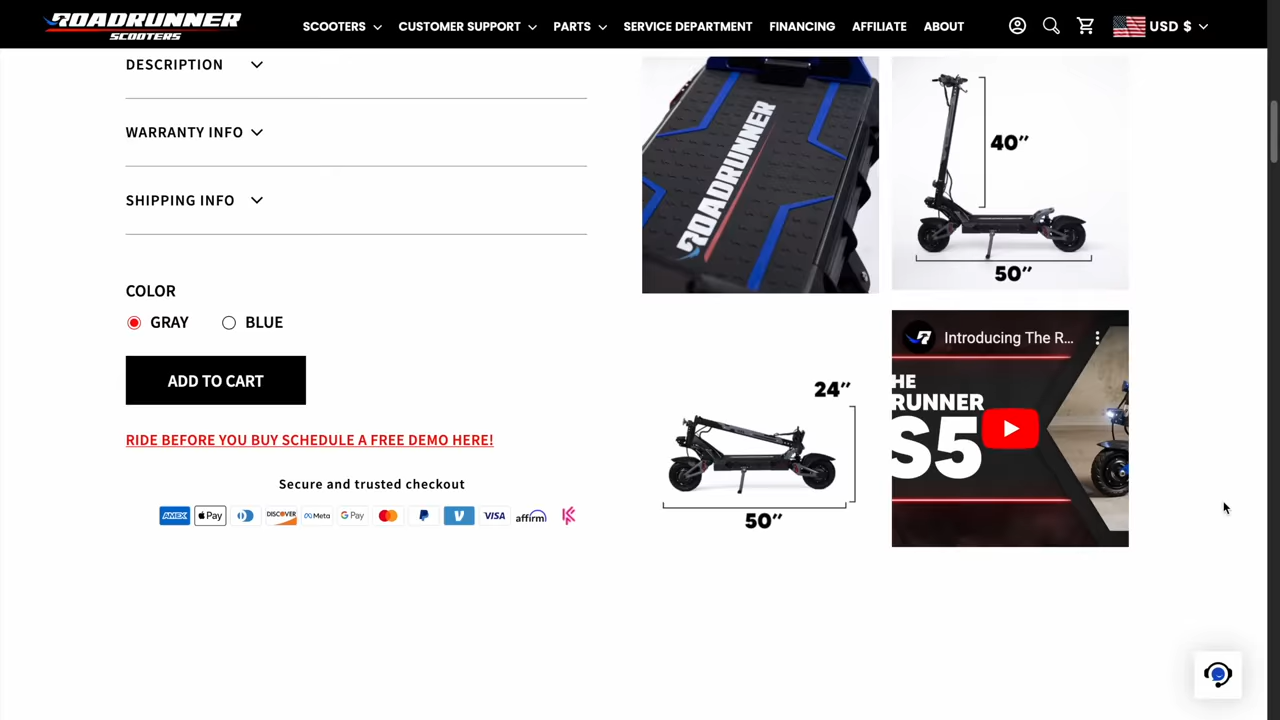 ROADRUNNER
SCOOTERS
SCOOTERS
CUSTOMER SUPPORT
PARTS
SERVICE DEPARTMENT
FINANCING
AFFILIATE
ABOUT
USD $
DESCRIPTION
WARRANTY INFO
SHIPPING INFO
COLOR
GRAY
BLUE
ADD TO CART
RIDE BEFORE YOU BUY SCHEDULE A FREE DEMO HERE!
Secure and trusted checkout
AMEX
Pay
DISCOVER
Meta
G Pay
VISA
affirm
ROADRUNNER
40”
50”
24”
50”
Introducing The R...
HE
RUNNER
S5